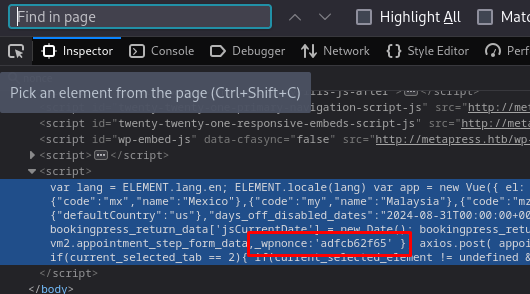 Find in page
Highlight All
Matc
Inspector
Console
Debugger
Network
Style Editor
Perfor
Pick an element from the page (Ctrl+Shift+C)
ls-js-after">
igation-script-js" src="http://metap
<script id="twenty-twenty-one-responsive-embeds-script-js" src="http://met
<script id="wp-embed-js" data-cfasync="false" src="http://metapress.htb/wp
<script></script>
<script>
var lang = ELEMENT.lang.en; ELEMENT.locale(lang) var app = new Vue({ el:
{"code":"mx","name":"Mexico"},{"code":"my","name":"Malaysia"},{"code":"mz
{"defaultCountry":"us"},"days_off_disabled_dates":"2024-08-31T00:00:00+00
bookingpress_return_data['jsCurrentDate'] = new Date(); bookingpress_retu
vm2.appointment_step_form_data,_wpnonce:'adfcb62f65' } axios.post( appoi
if(current_selected_tab == 2){ if(current_selected_element != undefined &
</script>
</body>